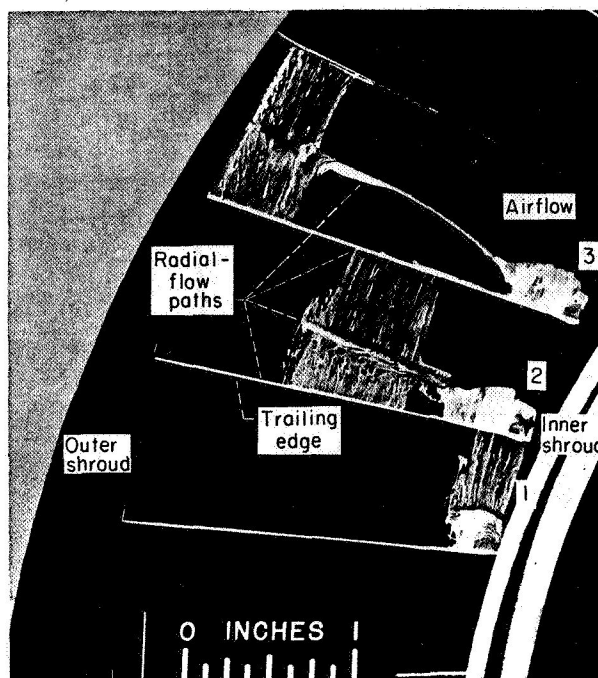 Airflow
3
Radial-
flow
paths
2
Trailing
edge
Inner
shroud
Outer
shroud
1
0 INCHES 1